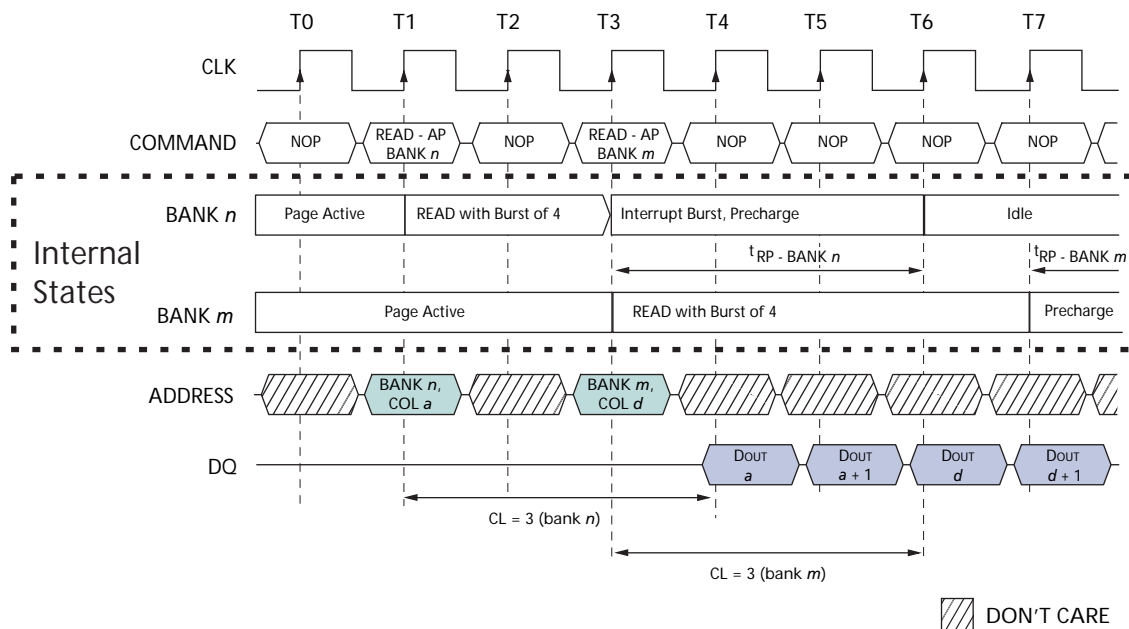 T0 T1 T2 T3 T4 T5 T6 T7
CLK
COMMAND NOP READ - AP BANK n NOP READ - AP BANK m NOP NOP NOP NOP
Internal States
BANK n Page Active READ with Burst of 4 Interrupt Burst, Precharge Idle
tRP - BANK n tRP - BANK m
BANK m Page Active READ with Burst of 4 Precharge
ADDRESS BANK n, COL a BANK m, COL d
DQ DOUT a DOUT a + 1 DOUT d DOUT d + 1
CL = 3 (bank n)
CL = 3 (bank m)
DON'T CARE